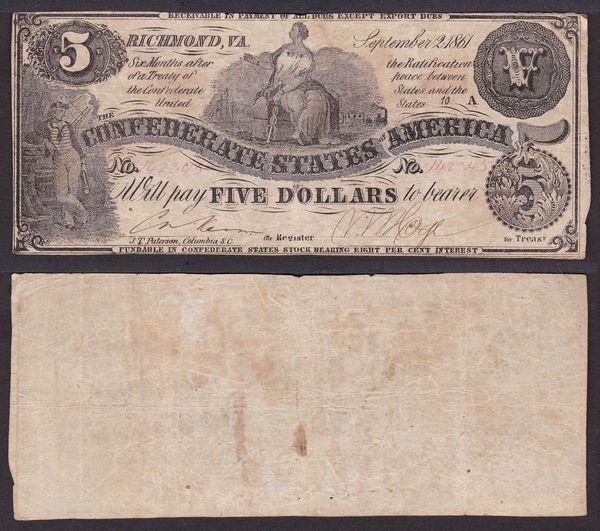 RECEIVABLE IN PAYMENT OF ALL DUES EXCEPT EXPORT DUES
5
RICHMOND, VA.
September 2, 1861
V
Six Months after
of a Treaty of
the Confederate
United
the Ratification
peace between
States, and the
States 10 A
THE
CONFEDERATE STATES OF AMERICA
No.
No.
5
Will pay FIVE DOLLARS to bearer
5
for Register
for Treasr
J.T. Paterson, Columbia S.C.
FUNDABLE IN CONFEDERATE STATES STOCK BEARING EIGHT PER CENT INTEREST